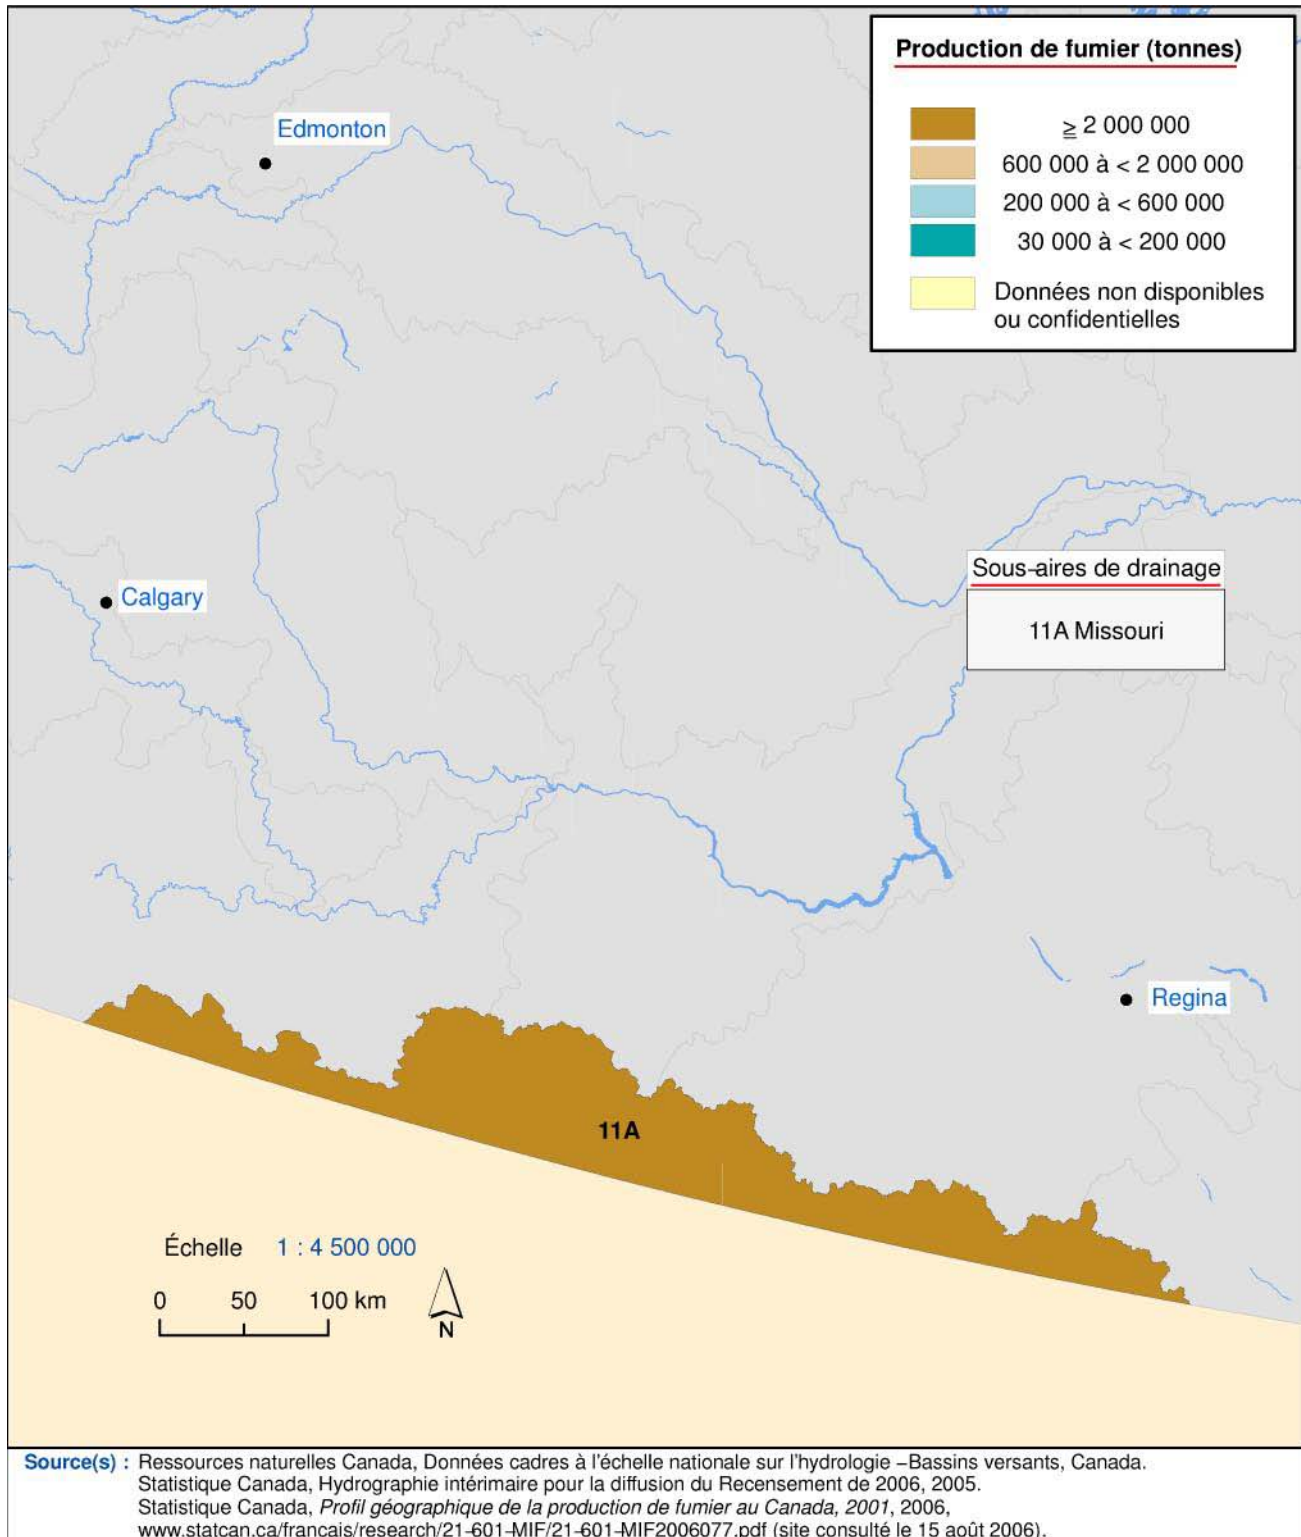 Production de fumier (tonnes)
≧ 2 000 000
600 000 à < 2 000 000
200 000 à < 600 000
30 000 à < 200 000
Données non disponibles
ou confidentielles
Edmonton
Calgary
Sous-aires de drainage
11A Missouri
Regina
11A
Échelle 1 : 4 500 000
0 50 100 km
N
Source(s) : Ressources naturelles Canada, Données cadres à l'échelle nationale sur l'hydrologie –Bassins versants, Canada.
Statistique Canada, Hydrographie intérimaire pour la diffusion du Recensement de 2006, 2005.
Statistique Canada, Profil géographique de la production de fumier au Canada, 2001, 2006,
www.statcan.ca/francais/research/21-601-MIF/21-601-MIF2006077.pdf (site consulté le 15 août 2006).